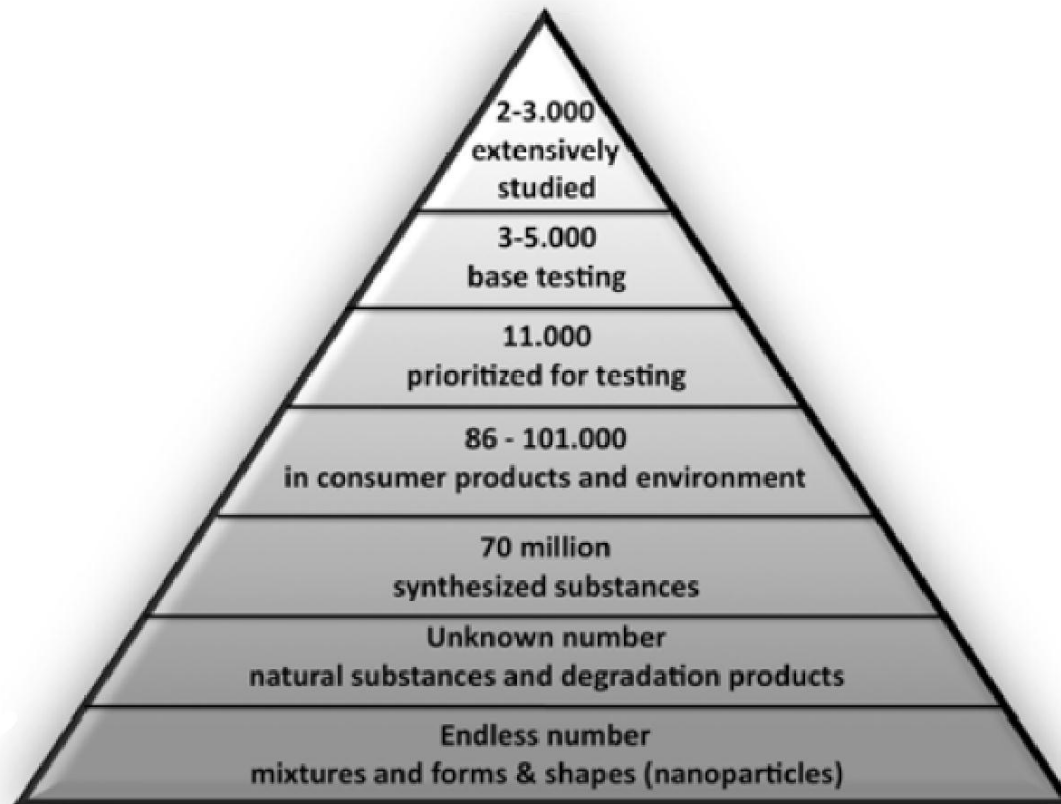 2-3.000
extensively
studied
3-5.000
base testing
11.000
prioritized for testing
86 - 101.000
in consumer products and environment
70 million
synthesized substances
Unknown number
natural substances and degradation products
Endless number
mixtures and forms & shapes (nanoparticles)